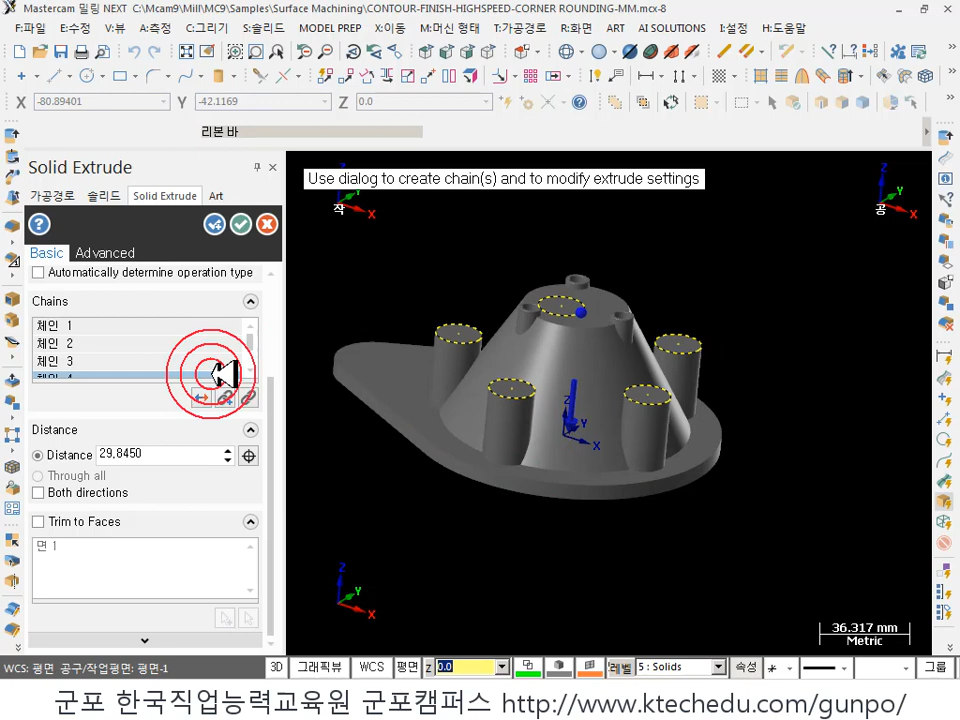 Mastercam 밀링 NEXT C:\Mcam9\Mill\MC9\Samples\Surface Machining\CONTOUR-FINISH-HIGHSPEED-CORNER ROUNDING-MM.mcx-8
F:파일 E:수정 V:뷰 A:측정 C:그리기 S:솔리드 MODEL PREP X:이동 M:머신 형태 T:가공경로 R:화면 ART AI SOLUTIONS I:설정 H:도움말
X -80.89401 Y -42.1169 Z 0.0
리본 바
Solid Extrude
가공경로 솔리드 Solid Extrude Art
Basic Advanced
Automatically determine operation type
Chains
체인 1
체인 2
체인 3
체인 4
Distance
Distance 29.8450
Through all
Both directions
Trim to Faces
면 1
Use dialog to create chain(s) and to modify extrude settings
Z
Y
X
작
Z
Y
X
공
Z
Y
X
Z
Y
X
36.317 mm
Metric
WCS: 평면 공구/작업평면: 평면-1
3D 그래픽뷰 WCS 평면 Z 0.0 레벨 5 : Solids 속성 그룹
군포 한국직업능력교육원 군포캠퍼스 http://www.ktechedu.com/gunpo/